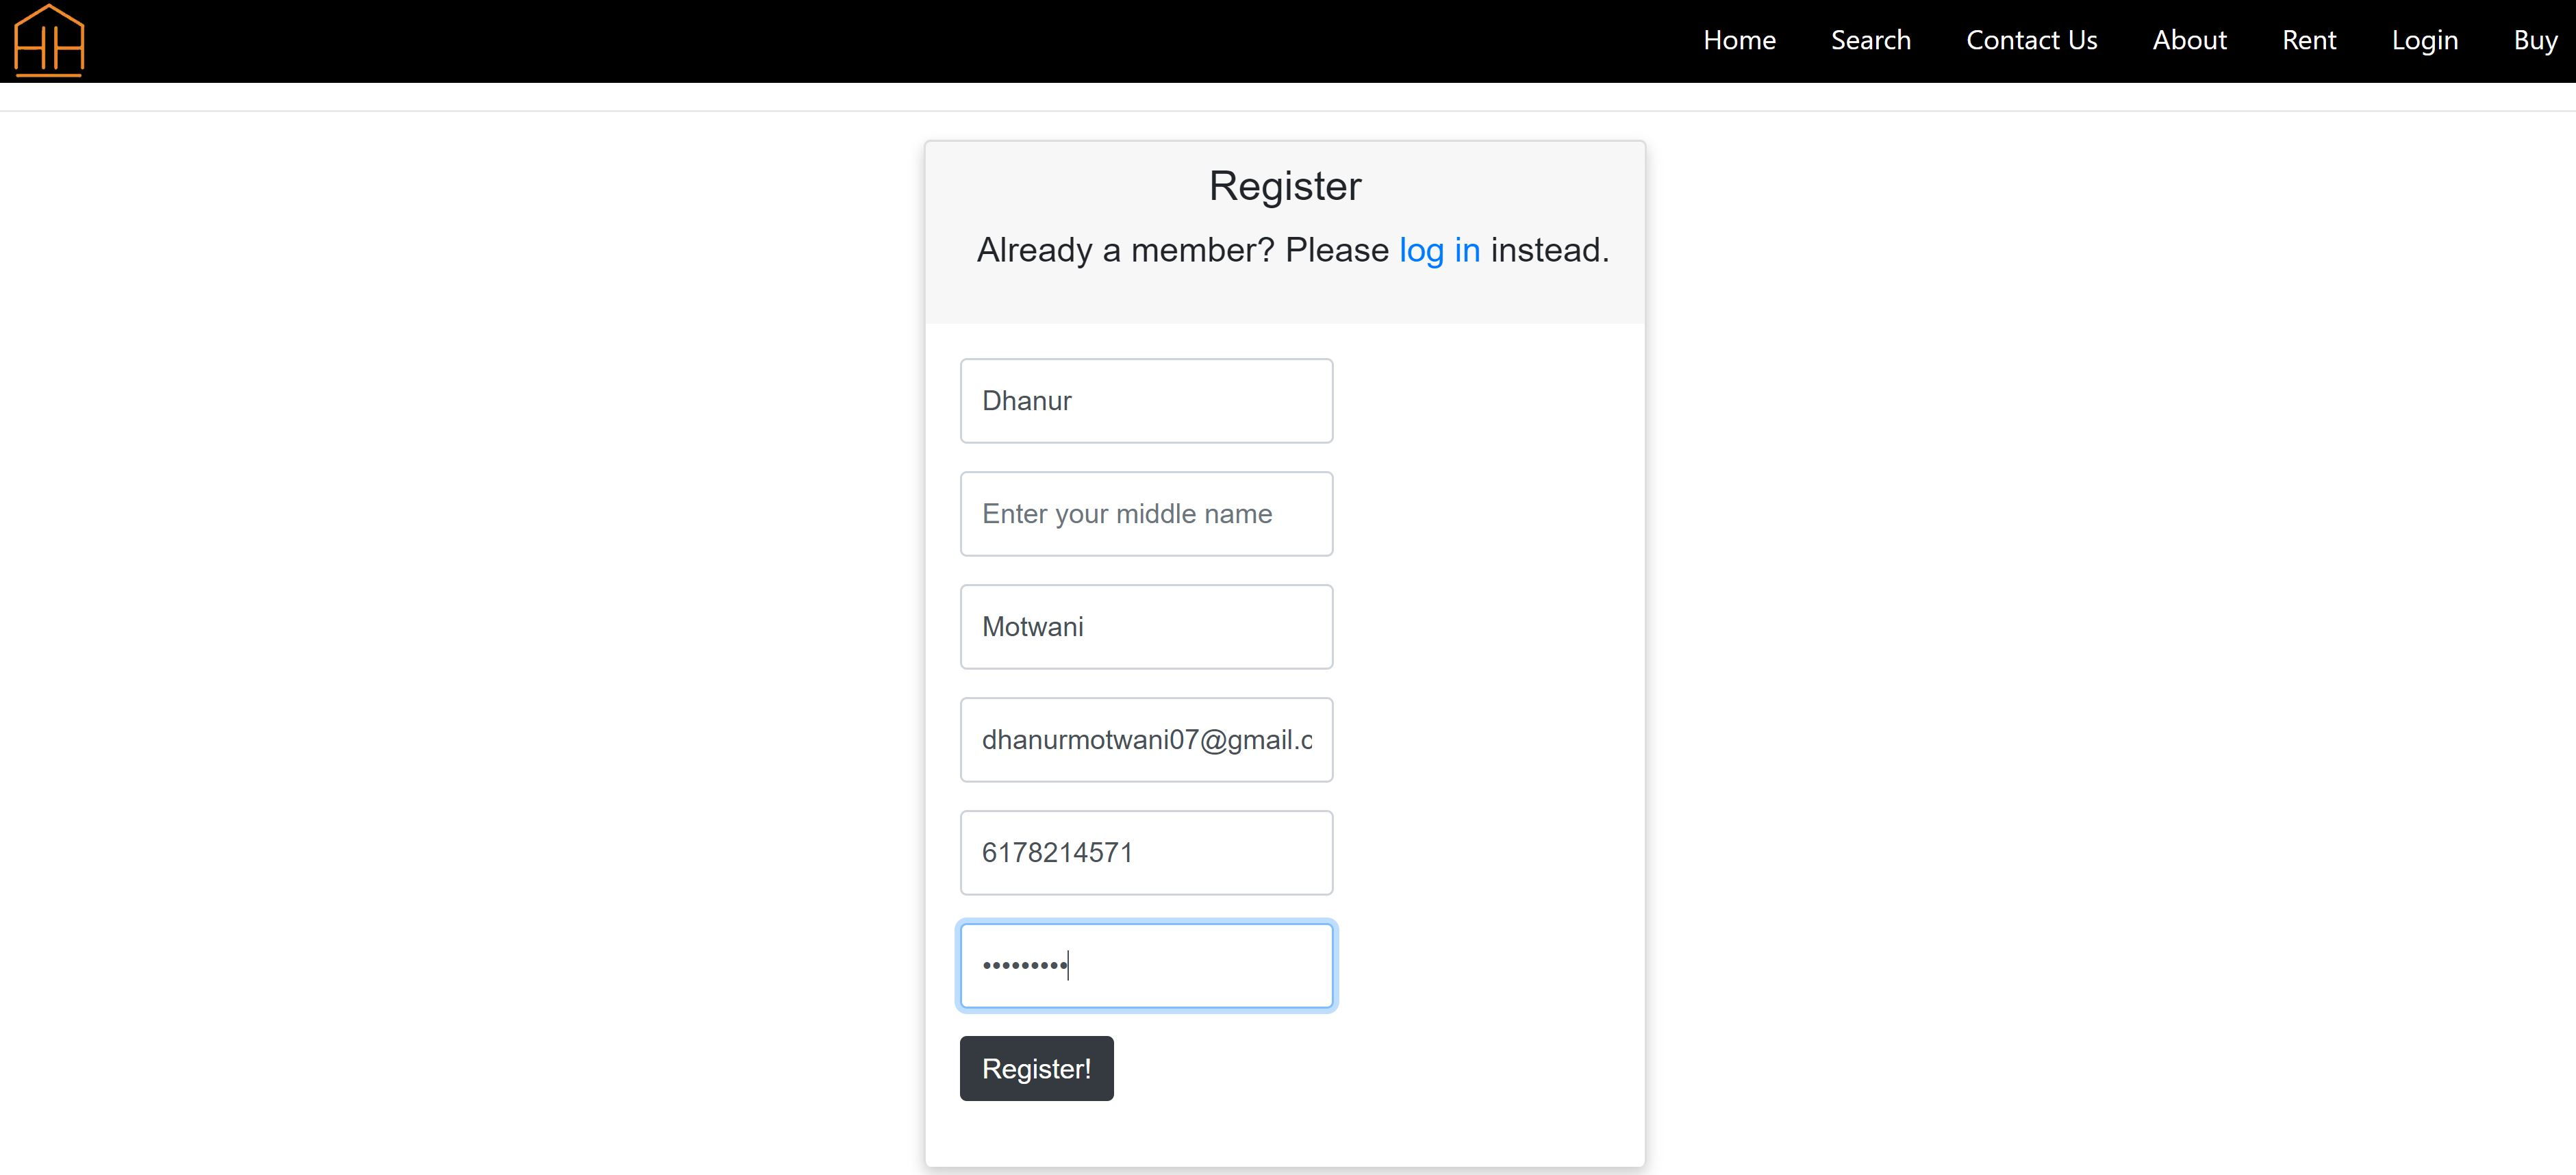 Home Search Contact Us About Rent Login Buy
Register
Already a member? Please log in instead.
Dhanur
Enter your middle name
Motwani
dhanurmotwani07@gmail.c
6178214571
•••••••••
Register!